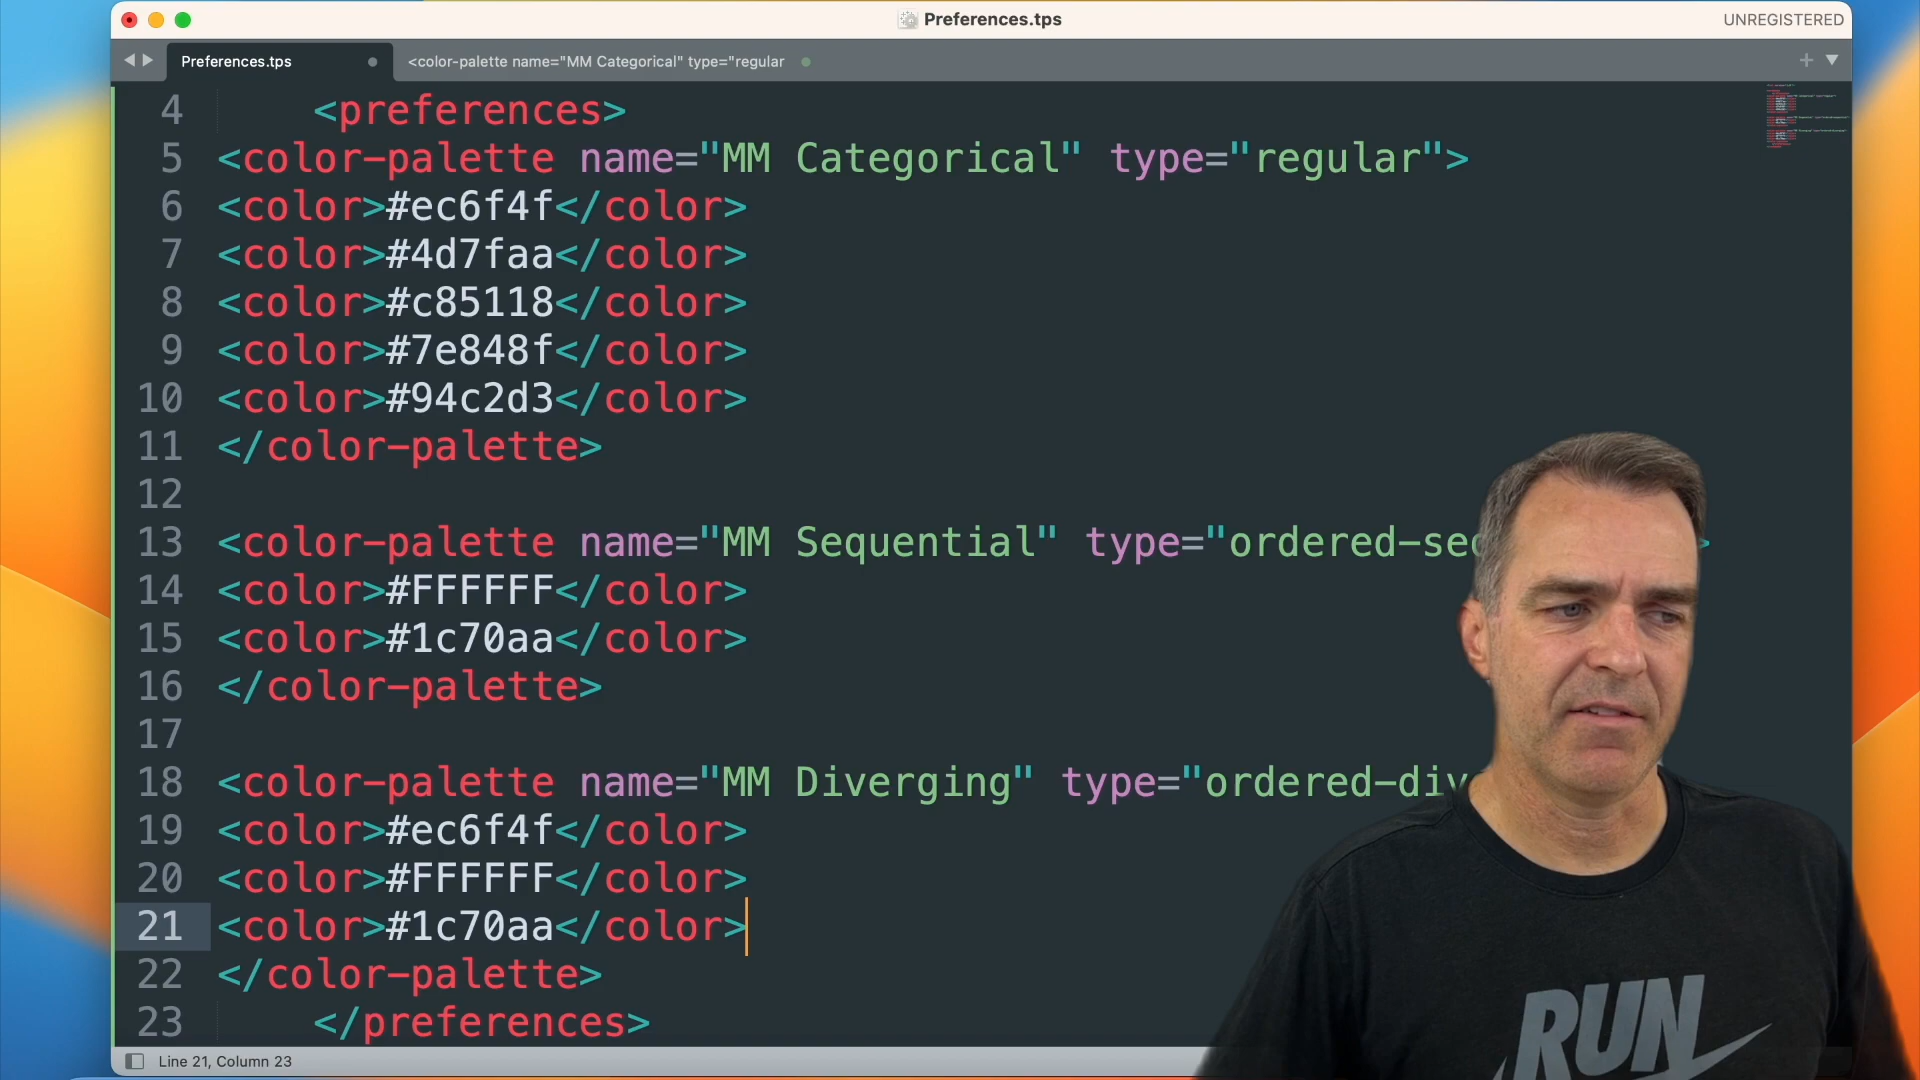 Preferences.tps
UNREGISTERED
Preferences.tps
<color-palette name="MM Categorical" type="regular
4 <preferences>
5 <color-palette name="MM Categorical" type="regular">
6 <color>#ec6f4f</color>
7 <color>#4d7faa</color>
8 <color>#c85118</color>
9 <color>#7e848f</color>
10 <color>#94c2d3</color>
11 </color-palette>
12
13 <color-palette name="MM Sequential" type="ordered-sec >
14 <color>#FFFFFF</color>
15 <color>#1c70aa</color>
16 </color-palette>
17
18 <color-palette name="MM Diverging" type="ordered-div
19 <color>#ec6f4f</color>
20 <color>#FFFFFF</color>
21 <color>#1c70aa</color>
22 </color-palette>
23 </preferences>
RUN
Line 21, Column 23